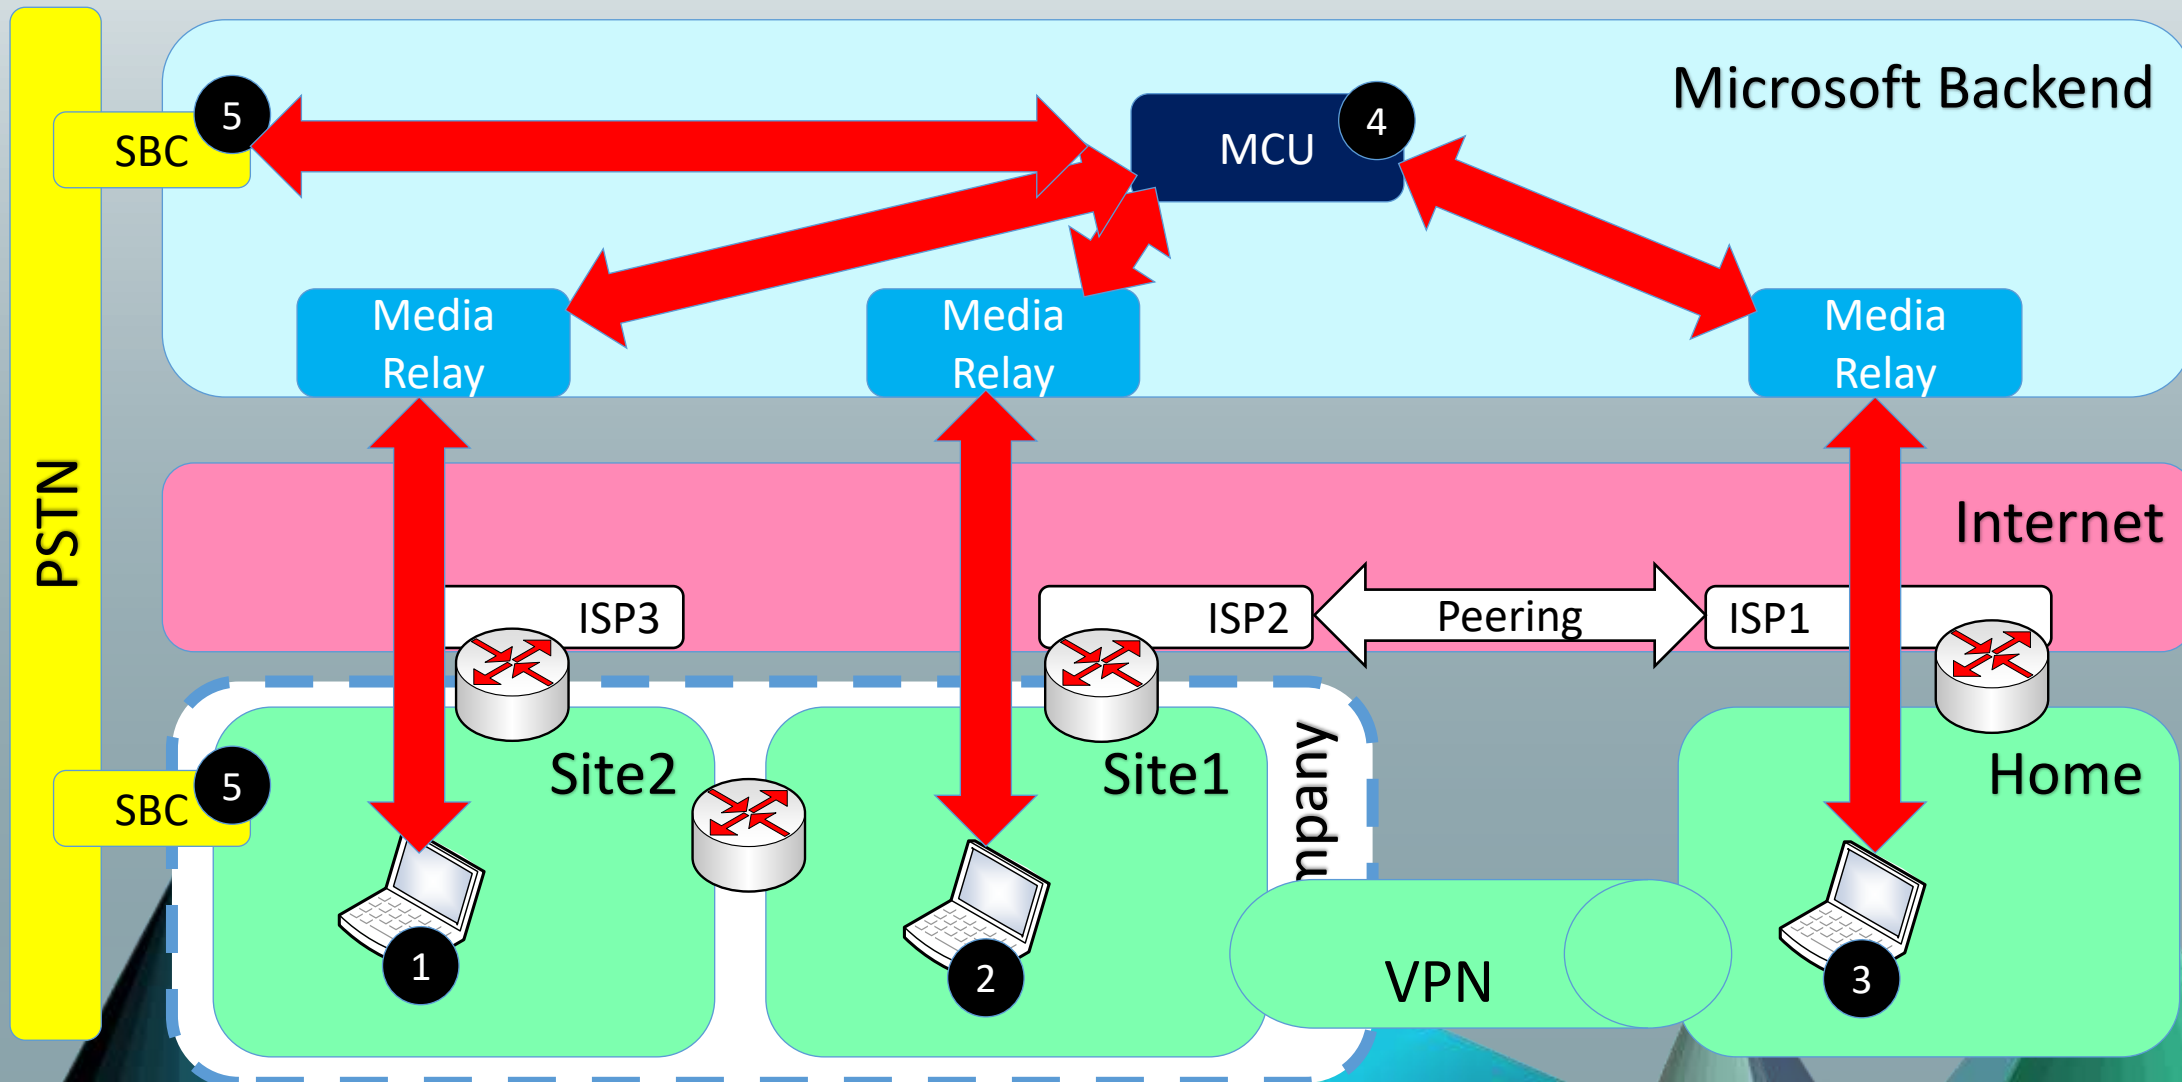 Microsoft Backend
5
SBC
MCU
4
Media
Relay
Media
Relay
Media
Relay
PSTN
Internet
ISP3
ISP2
Peering
ISP1
Site2
Site1
mpany
Home
SBC
5
1
2
VPN
3